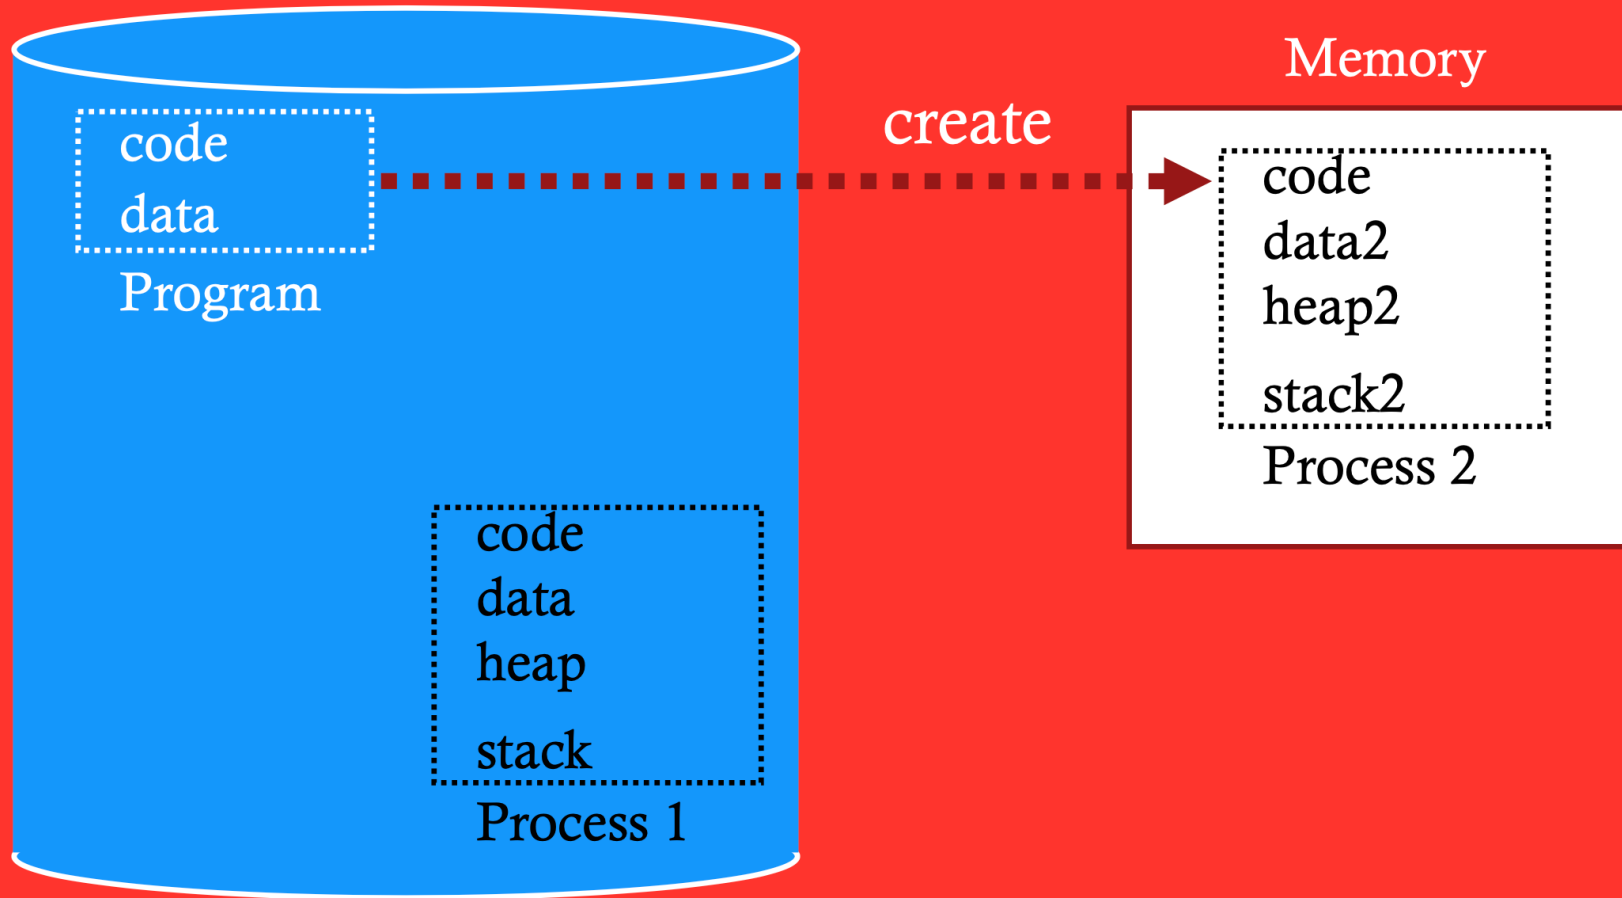 code
data
Program
create
Memory
code
data2
heap2
stack2
Process 2
code
data
heap
stack
Process 1